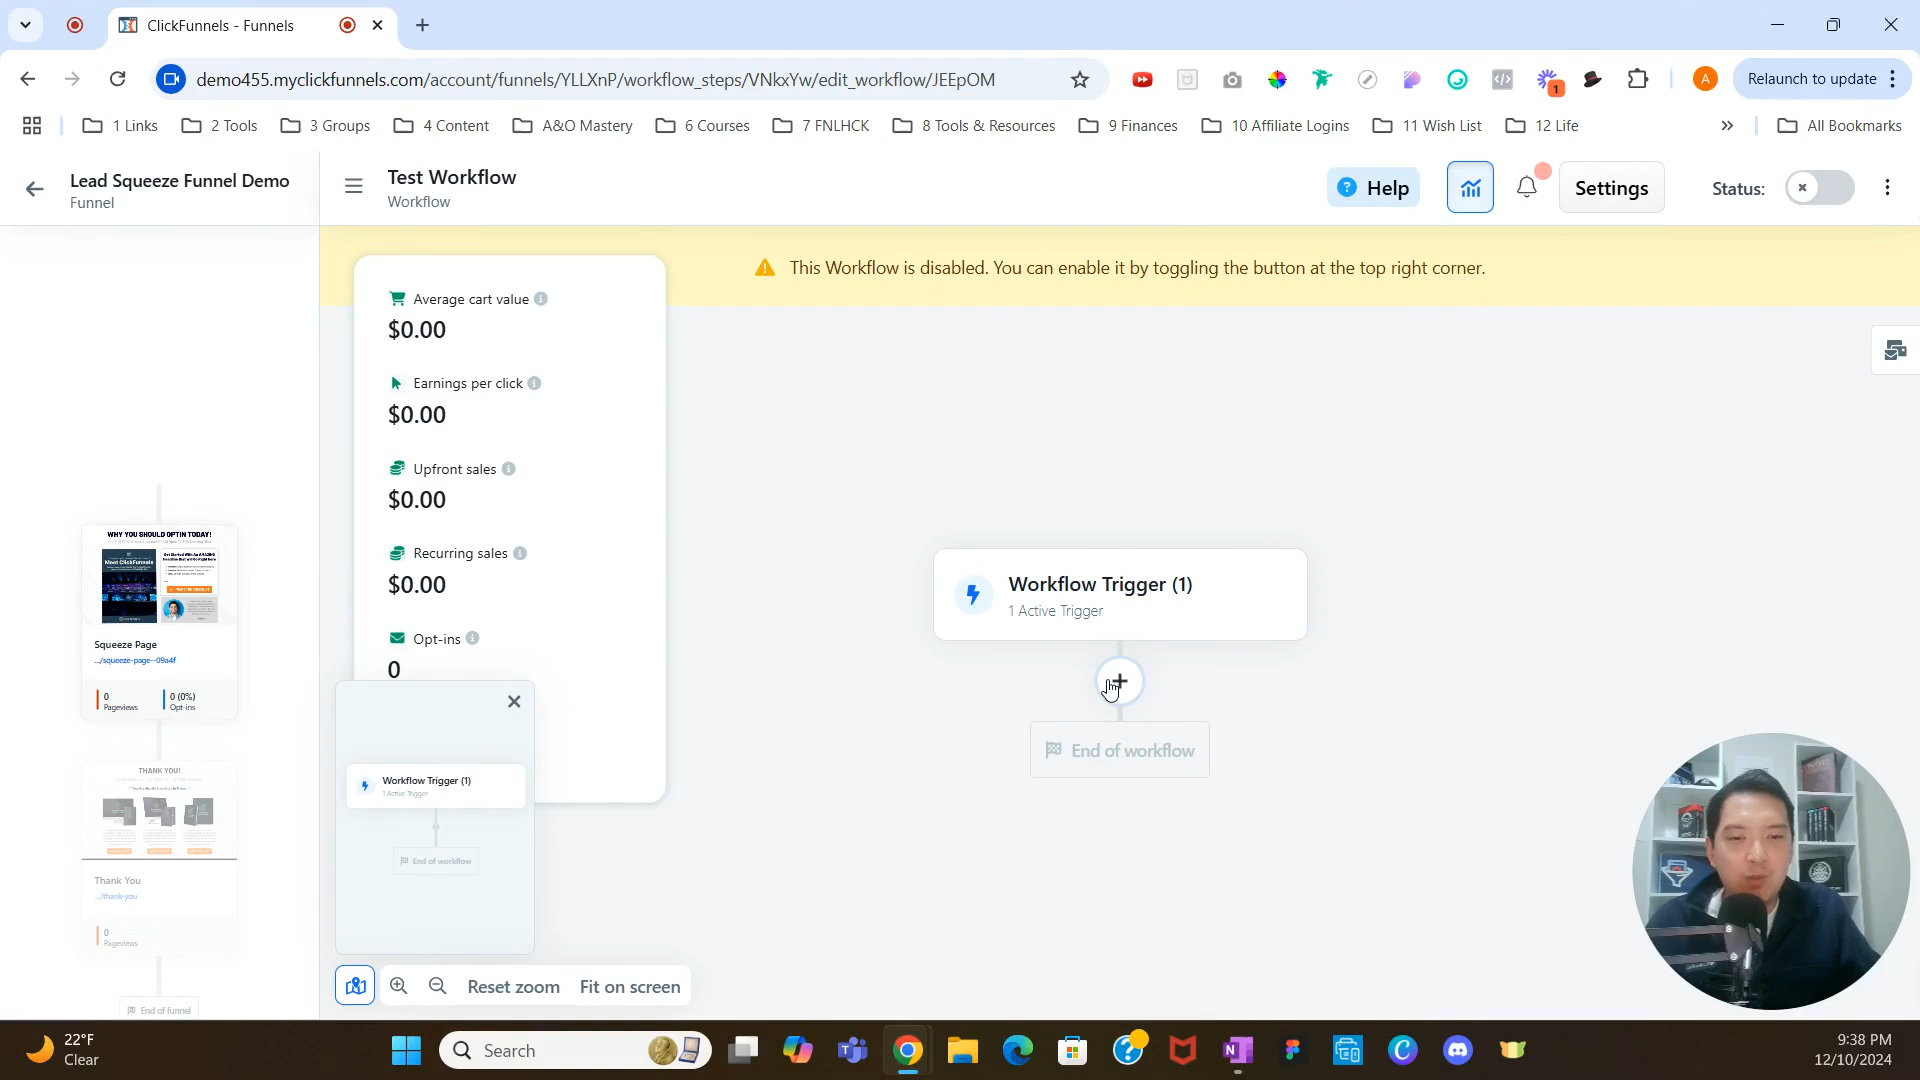 ClickFunnels - Funnels
demo455.myclickfunnels.com/account/funnels/YLLXnP/workflow_steps/VNkxYw/edit_workflow/JEEpOM
1
A
Relaunch to update
1 Links
2 Tools
3 Groups
4 Content
A&O Mastery
6 Courses
7 FNLHCK
8 Tools & Resources
9 Finances
10 Affiliate Logins
11 Wish List
12 Life
All Bookmarks
Lead Squeeze Funnel Demo
Funnel
Test Workflow
Workflow
Help
Settings
Status:
This Workflow is disabled. You can enable it by toggling the button at the top right corner.
Average cart value
$0.00
Earnings per click
$0.00
Upfront sales
$0.00
Recurring sales
$0.00
Opt-ins
0
WHY YOU SHOULD OPTIN TODAY!
Meet ClickFunnels
Squeeze Page
.../squeeze-page--09a4f
0
Pageviews
0 (0%)
Opt-ins
THANK YOU!
Thank You
.../thank-you
0
Pageviews
End of funnel
Workflow Trigger (1)
1 Active Trigger
End of workflow
Workflow Trigger (1)
1 Active Trigger
End of workflow
Reset zoom
Fit on screen
22°F
Clear
Search
9:38 PM
12/10/2024